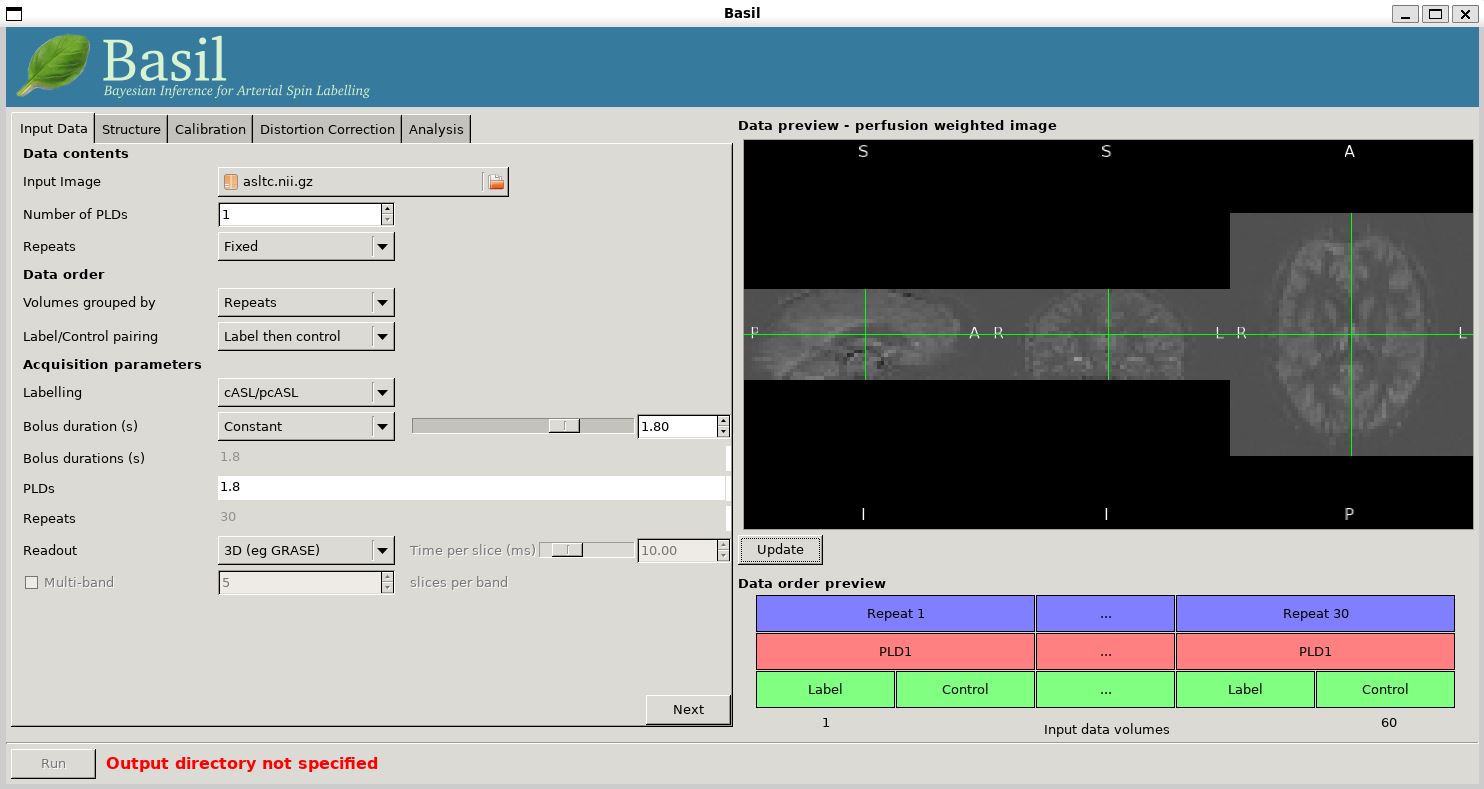 Basil
Basil
Bayesian Inference for Arterial Spin Labelling
Input Data Structure Calibration Distortion Correction Analysis
Data contents
Input Image asltc.nii.gz
Number of PLDs 1
Repeats Fixed
Data order
Volumes grouped by Repeats
Label/Control pairing Label then control
Acquisition parameters
Labelling cASL/pcASL
Bolus duration (s) Constant 1.80
Bolus durations (s) 1.8
PLDs 1.8
Repeats 30
Readout 3D (eg GRASE) Time per slice (ms) 10.00
Multi-band 5 slices per band
Next
Data preview - perfusion weighted image
S S A
P A R L R L
I I P
Update
Data order preview
Repeat 1 ... Repeat 30
PLD1 ... PLD1
Label Control ... Label Control
1 Input data volumes 60
Run Output directory not specified